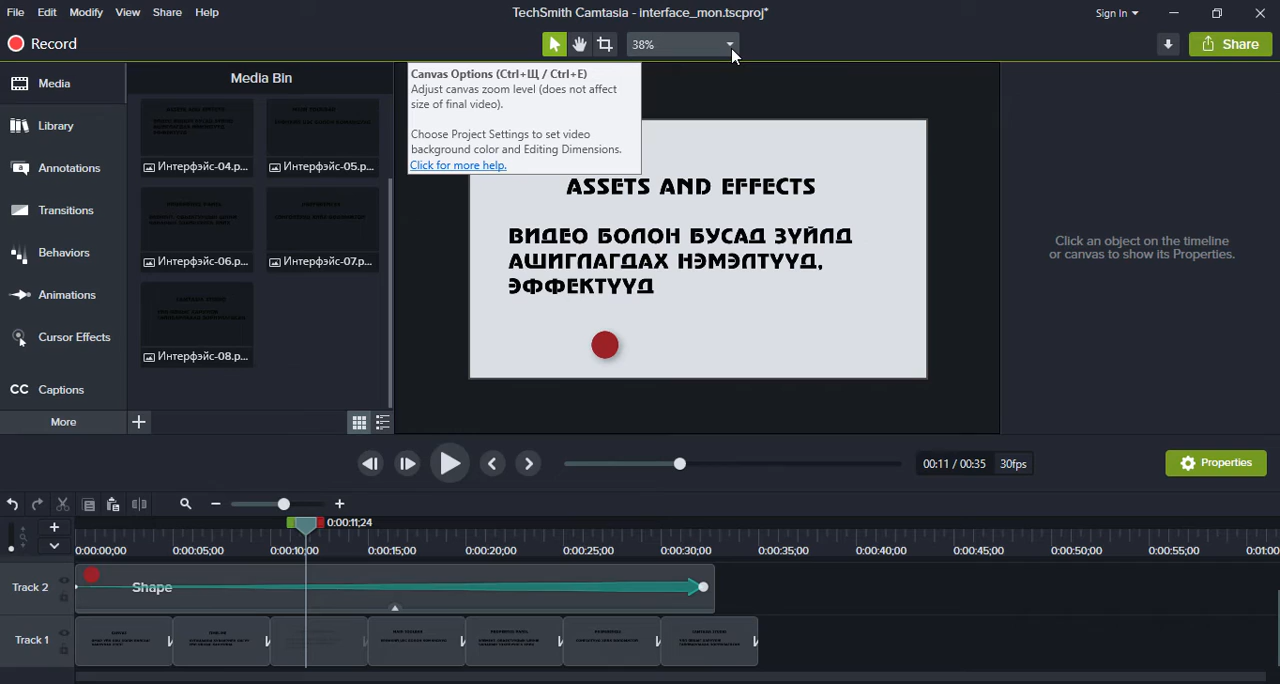 File Edit Modify View Share Help
TechSmith Camtasia - interface_mon.tscproj*
Sign In
Record
38%
Share
Media
Library
Annotations
Transitions
Behaviors
Animations
Cursor Effects
CC Captions
More
Media Bin
Интерфэйс-04.p...
Интерфэйс-05.p...
Интерфэйс-06.p...
Интерфэйс-07.p...
Интерфэйс-08.p...
Canvas Options (Ctrl+Щ / Ctrl+E)
Adjust canvas zoom level (does not affect
size of final video).
Choose Project Settings to set video
background color and Editing Dimensions.
Click for more help.
ASSETS AND EFFECTS
ВИДЕО БОЛОН БУСАД ЗҮЙЛД
АШИГЛАГДАХ НЭМЭЛТҮҮД,
ЭФФЕКТҮҮД
Click an object on the timeline
or canvas to show its Properties.
00:11 / 00:35 30fps
Properties
0:00:11;24
0:00:00;00 0:00:05;00 0:00:10;00 0:00:15;00 0:00:20;00 0:00:25;00 0:00:30;00 0:00:35;00 0:00:40;00 0:00:45;00 0:00:50;00 0:00:55;00 0:01:00
Track 2
Shape
Track 1